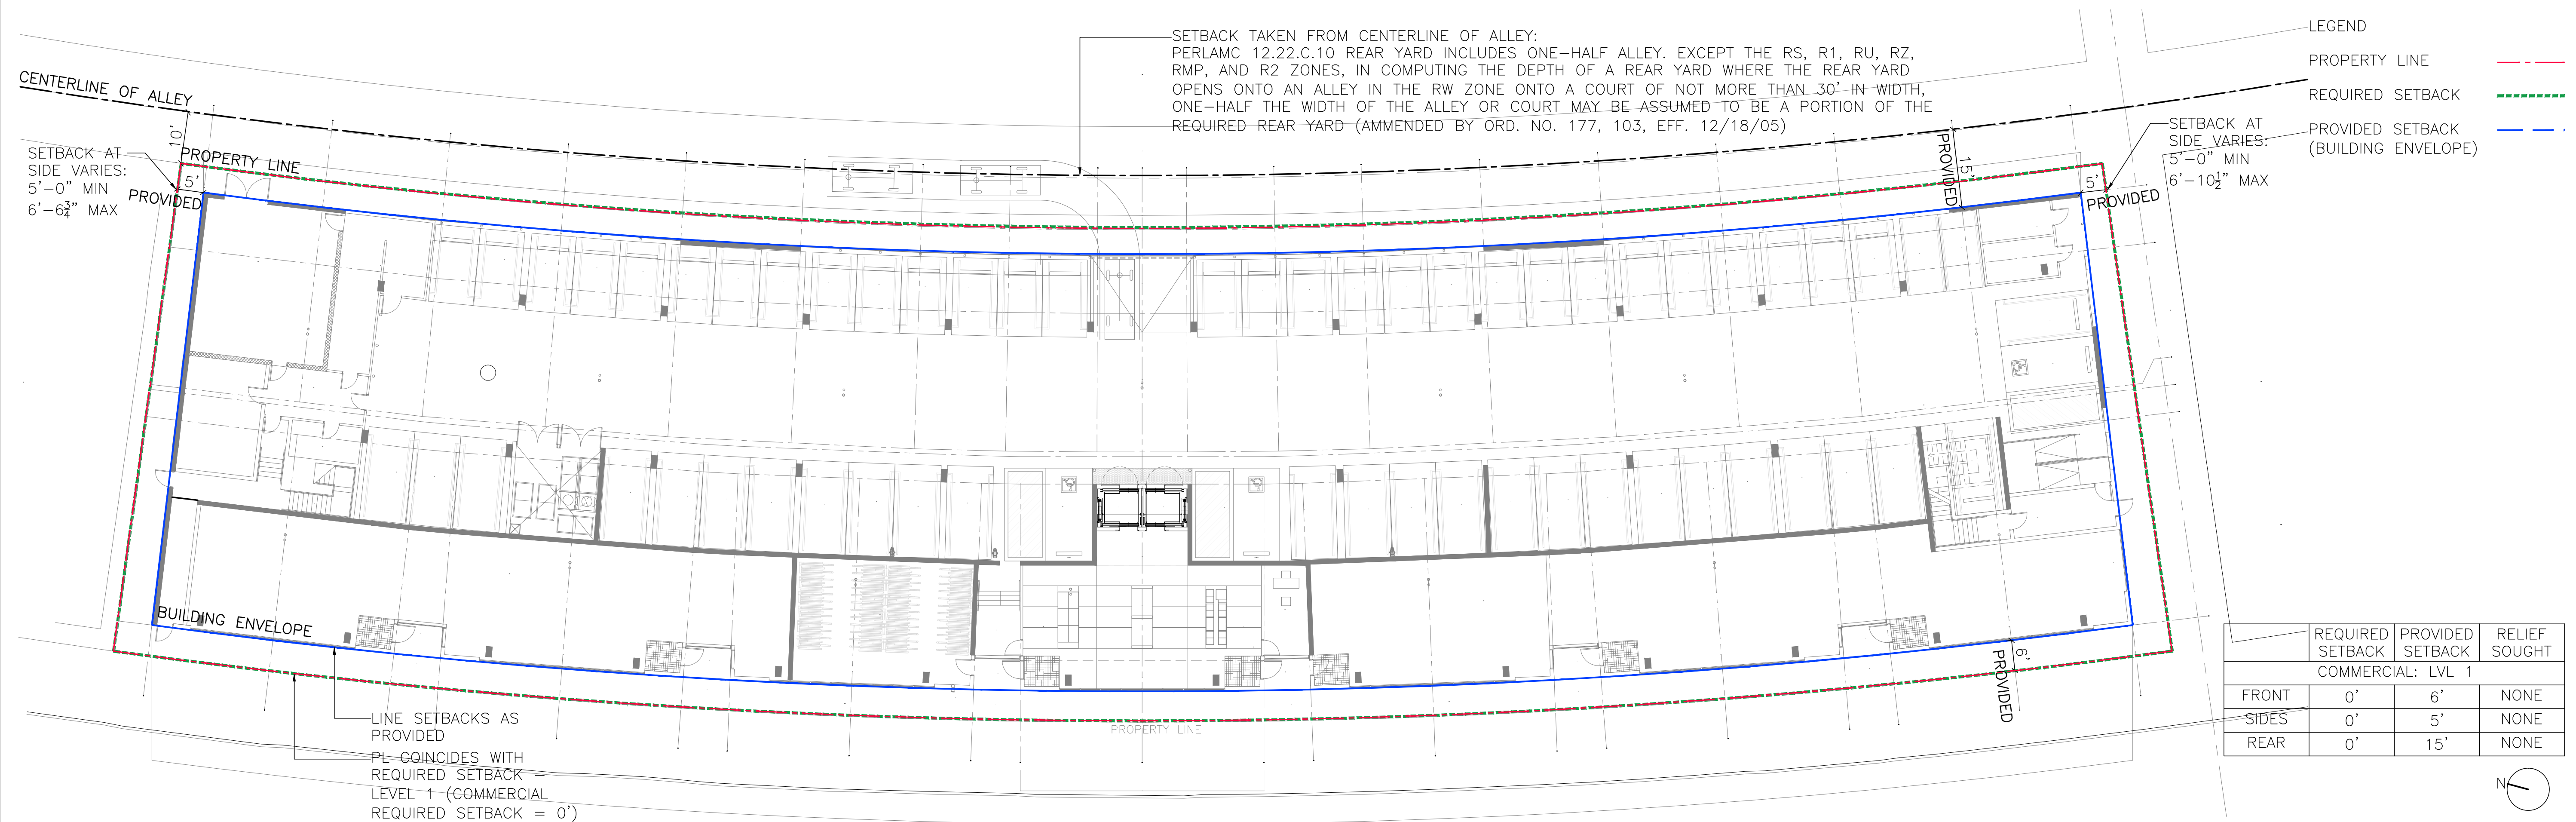 SETBACK TAKEN FROM CENTERLINE OF ALLEY:
PERLAMC 12.22.C.10 REAR YARD INCLUDES ONE-HALF ALLEY. EXCEPT THE RS, R1, RU, RZ,
RMP, AND R2 ZONES, IN COMPUTING THE DEPTH OF A REAR YARD WHERE THE REAR YARD
OPENS ONTO AN ALLEY IN THE RW ZONE ONTO A COURT OF NOT MORE THAN 30' IN WIDTH,
ONE-HALF THE WIDTH OF THE ALLEY OR COURT MAY BE ASSUMED TO BE A PORTION OF THE
REQUIRED REAR YARD (AMMENDED BY ORD. NO. 177, 103, EFF. 12/18/05)
LEGEND
PROPERTY LINE
REQUIRED SETBACK
PROVIDED SETBACK
(BUILDING ENVELOPE)
CENTERLINE OF ALLEY
10'
PROPERTY LINE
SETBACK AT
SIDE VARIES:
5'-0" MIN
6'-6¾" MAX
5'
PROVIDED
PROVIDED
15'
SETBACK AT
SIDE VARIES:
5'-0" MIN
6'-10½" MAX
5'
PROVIDED
BUILDING ENVELOPE
6'
PROVIDED
LINE SETBACKS AS
PROVIDED
PL COINCIDES WITH
REQUIRED SETBACK -
LEVEL 1 (COMMERCIAL
REQUIRED SETBACK = 0')
PROPERTY LINE
REQUIRED SETBACK PROVIDED SETBACK RELIEF SOUGHT
COMMERCIAL: LVL 1
FRONT 0' 6' NONE
SIDES 0' 5' NONE
REAR 0' 15' NONE
N